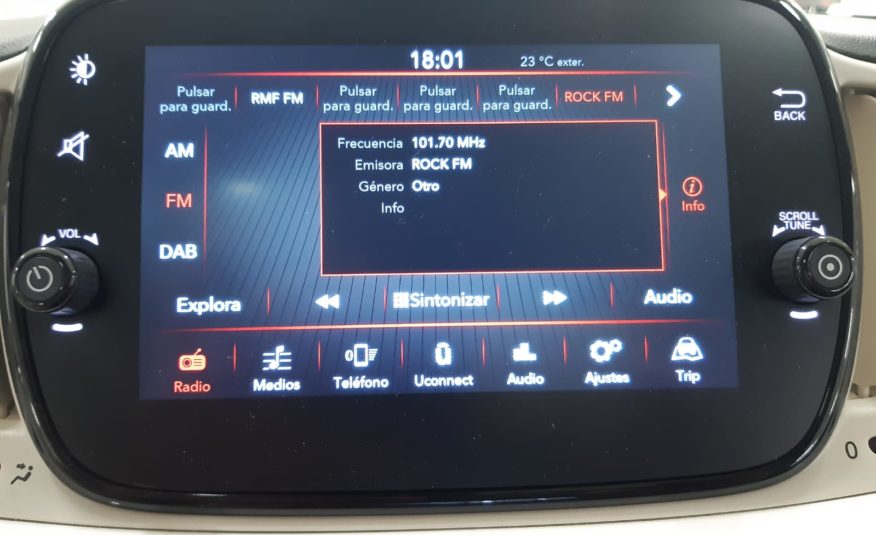 18:01
23 °C exter.
Pulsar para guard.
RMF FM
Pulsar para guard.
Pulsar para guard.
Pulsar para guard.
ROCK FM
BACK
AM
FM
DAB
Frecuencia 101.70 MHz
Emisora ROCK FM
Género Otro
Info
Info
VOL
SCROLL
TUNE
Explora
Sintonizar
Audio
Radio
Medios
Teléfono
Uconnect
Audio
Ajustes
Trip
0